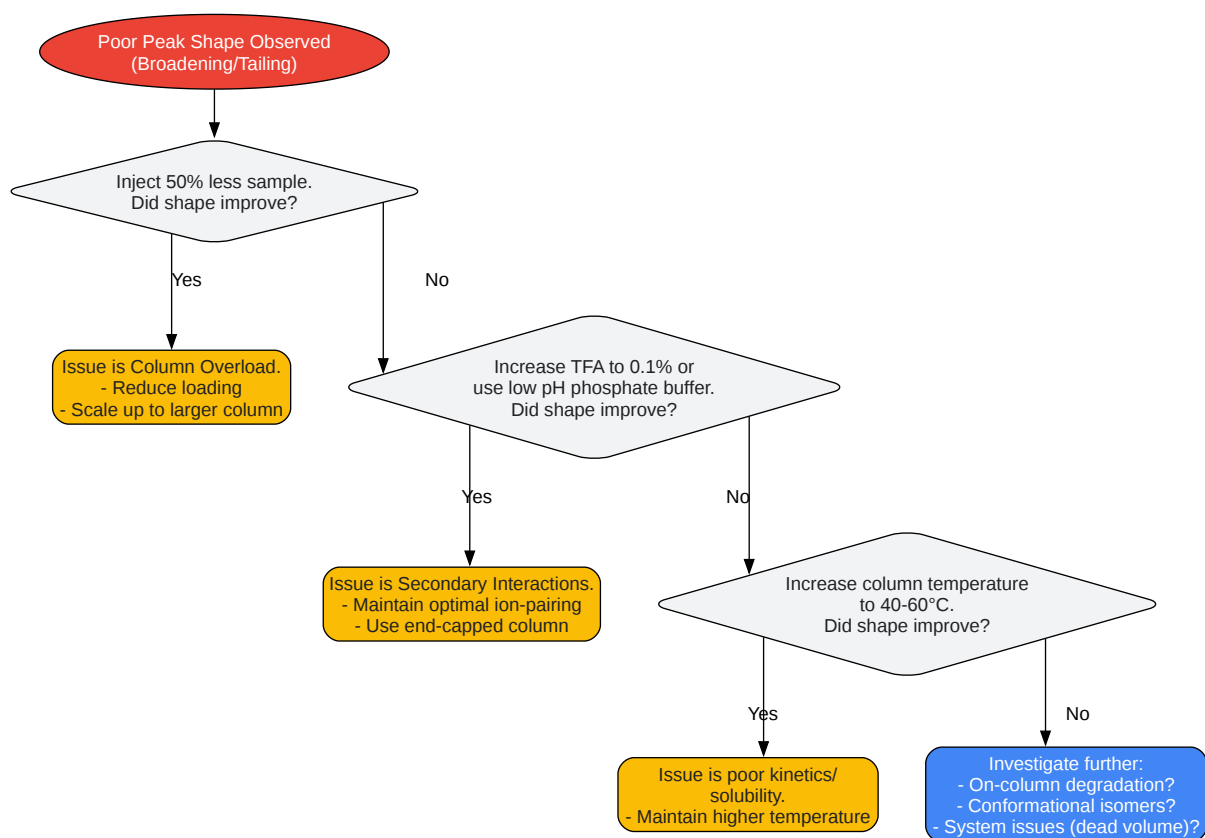 Poor Peak Shape Observed
(Broadening/Tailing)
Inject 50% less sample.
Did shape improve?
Yes
No
Issue is Column Overload.
- Reduce loading
- Scale up to larger column
Increase TFA to 0.1% or
use low pH phosphate buffer.
Did shape improve?
Yes
No
Issue is Secondary Interactions.
- Maintain optimal ion-pairing
- Use end-capped column
Increase column temperature
to 40-60°C.
Did shape improve?
Yes
No
Issue is poor kinetics/
solubility.
- Maintain higher temperature
Investigate further:
- On-column degradation?
- Conformational isomers?
- System issues (dead volume)?